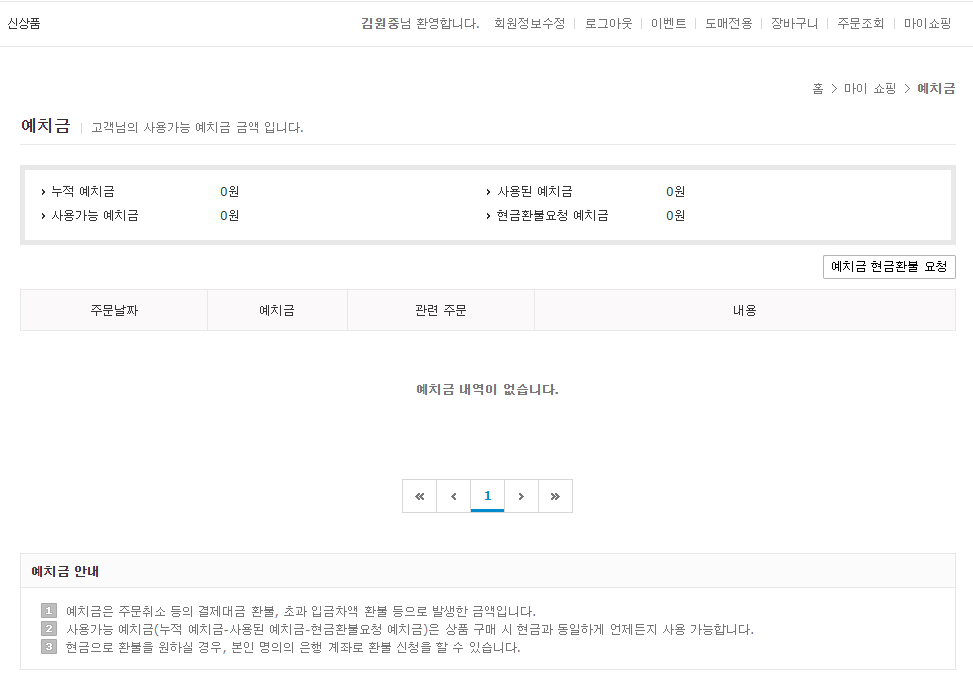 신상품 김원중님 환영합니다. 회원정보수정 로그아웃 이벤트 도매전용 장바구니 주문조회 마이쇼핑
홈 > 마이 쇼핑 > 예치금
예치금 고객님의 사용가능 예치금 금액 입니다.
› 누적 예치금 0원 › 사용된 예치금 0원
› 사용가능 예치금 0원 › 현금환불요청 예치금 0원
예치금 현금환불 요청
주문날짜 예치금 관련 주문 내용
예치금 내역이 없습니다.
« ‹ 1 › »
예치금 안내
1 예치금은 주문취소 등의 결제대금 환불, 초과 입금차액 환불 등으로 발생한 금액입니다.
2 사용가능 예치금(누적 예치금-사용된 예치금-현금환불요청 예치금)은 상품 구매 시 현금과 동일하게 언제든지 사용 가능합니다.
3 현금으로 환불을 원하실 경우, 본인 명의의 은행 계좌로 환불 신청을 할 수 있습니다.